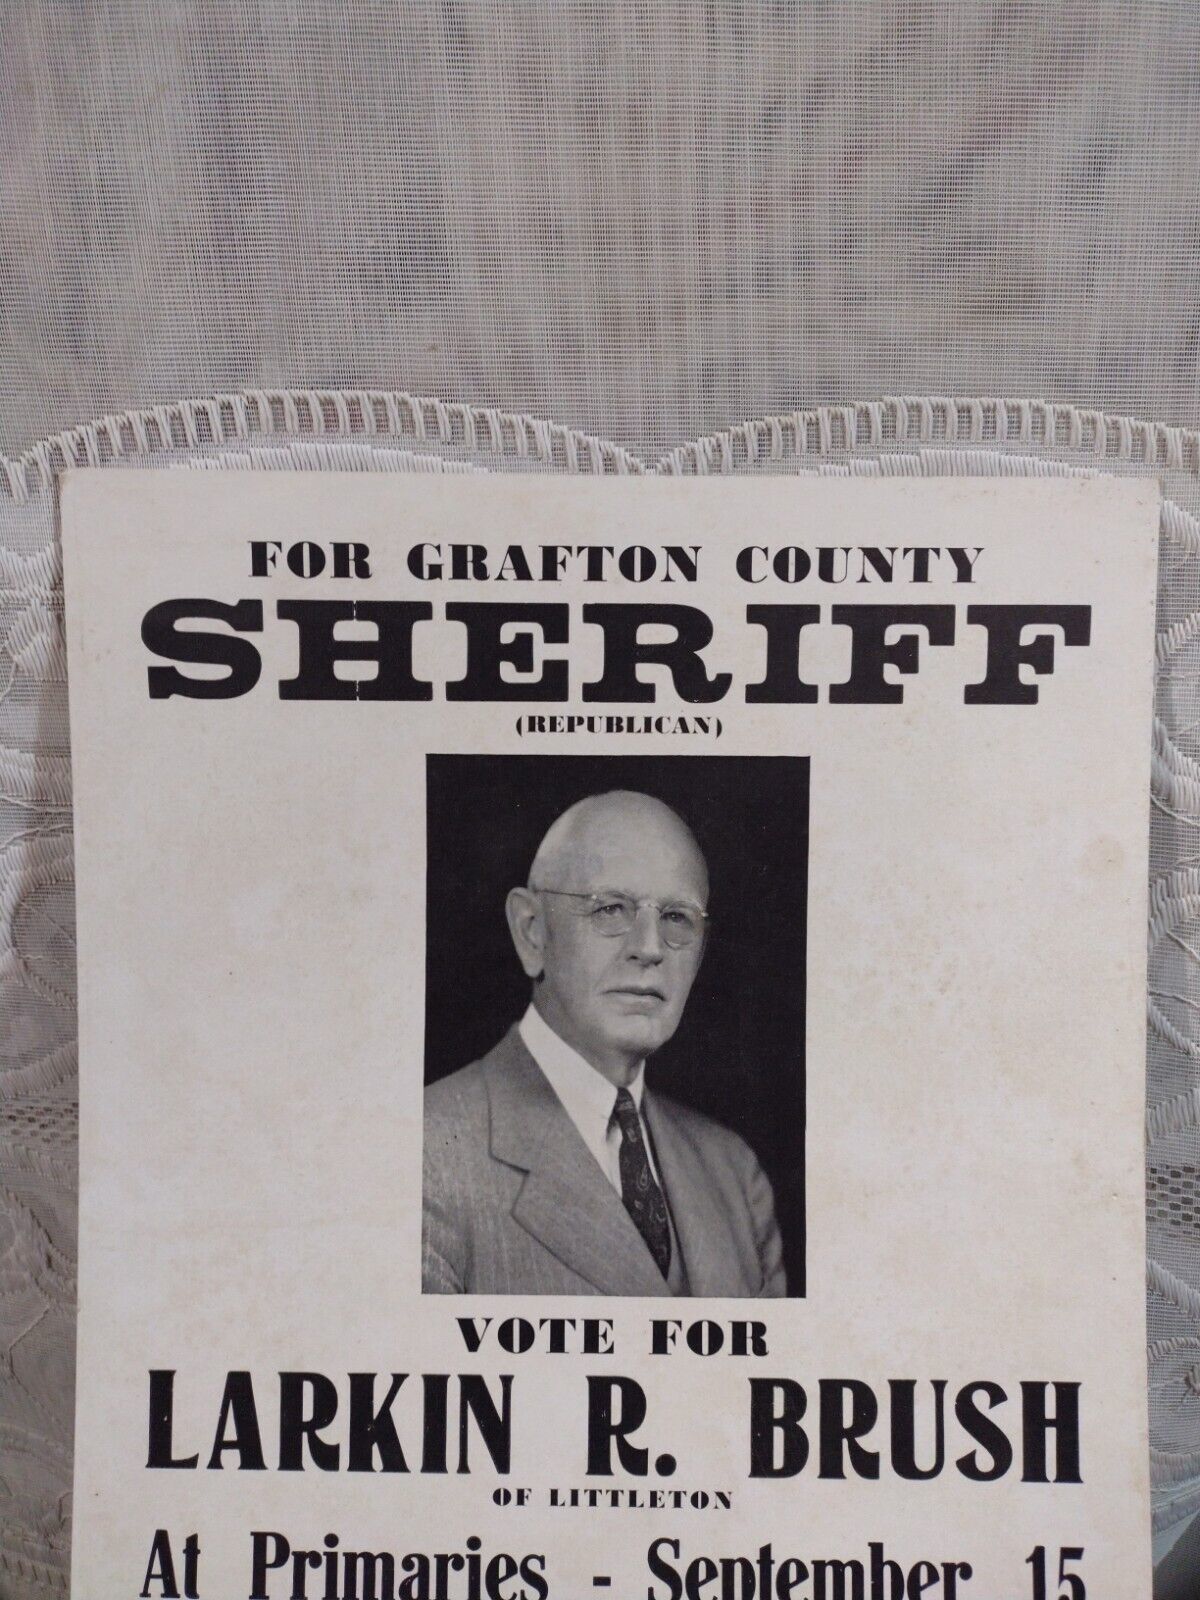 FOR GRAFTON COUNTY
SHERIFF
(REPUBLICAN)
VOTE FOR
LARKIN R. BRUSH
OF LITTLETON
At Primaries - September 15